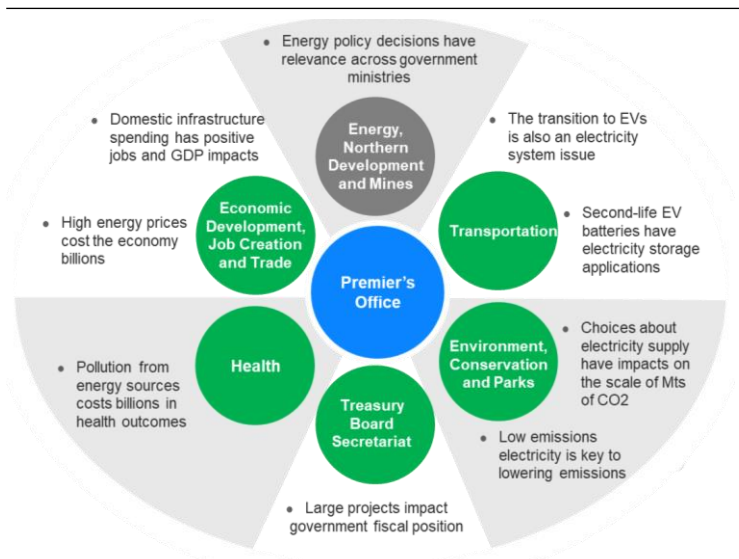 • Energy policy decisions have
relevance across government
ministries
Energy,
Northern
Development
and Mines
• Domestic infrastructure
spending has positive
jobs and GDP impacts
• High energy prices
cost the economy
billions
Economic
Development,
Job Creation
and Trade
• The transition to EVs
is also an electricity
system issue
Transportation
• Second-life EV
batteries have
electricity storage
applications
Premier's
Office
• Pollution from
energy sources
costs billions in
health outcomes
Health
Environment,
Conservation
and Parks
• Choices about
electricity supply
have impacts on
the scale of Mts
of CO2
• Low emissions
electricity is key to
lowering emissions
Treasury
Board
Secretariat
• Large projects impact
government fiscal position